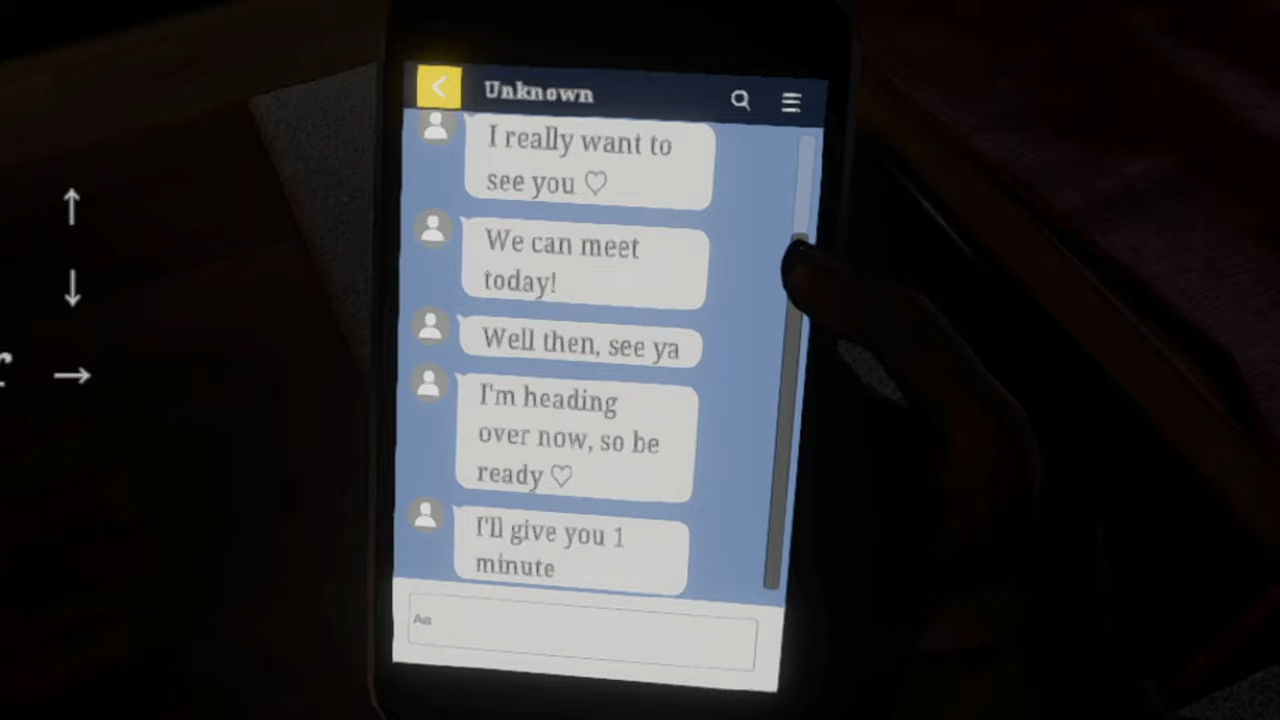 Unknown
I really want to
see you ♡
We can meet
today!
Well then, see ya
I'm heading
over now, so be
ready ♡
I'll give you 1
minute
Aa
↑
↓
r →